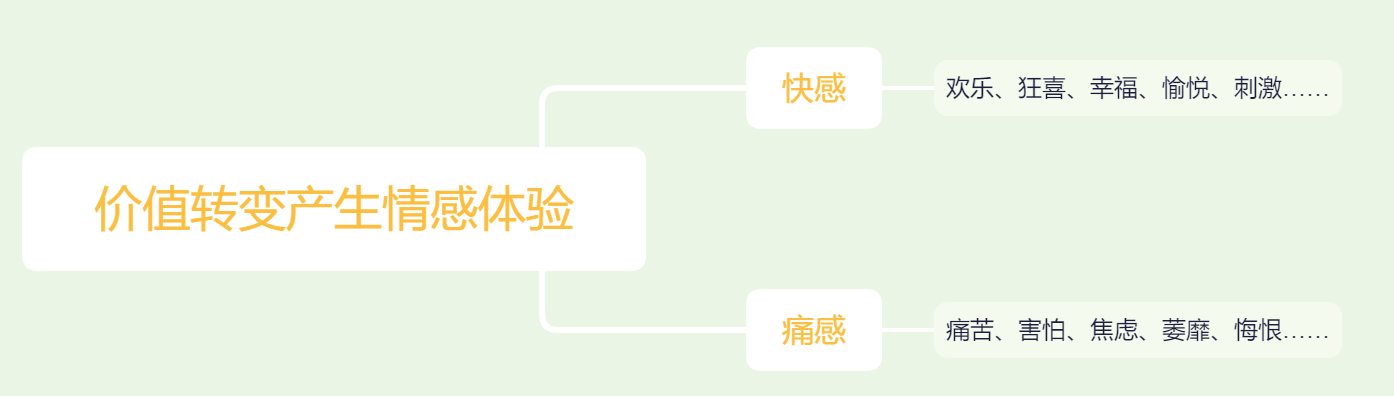 快感
欢乐、狂喜、幸福、愉悦、刺激……
价值转变产生情感体验
痛感
痛苦、害怕、焦虑、萎靡、悔恨……